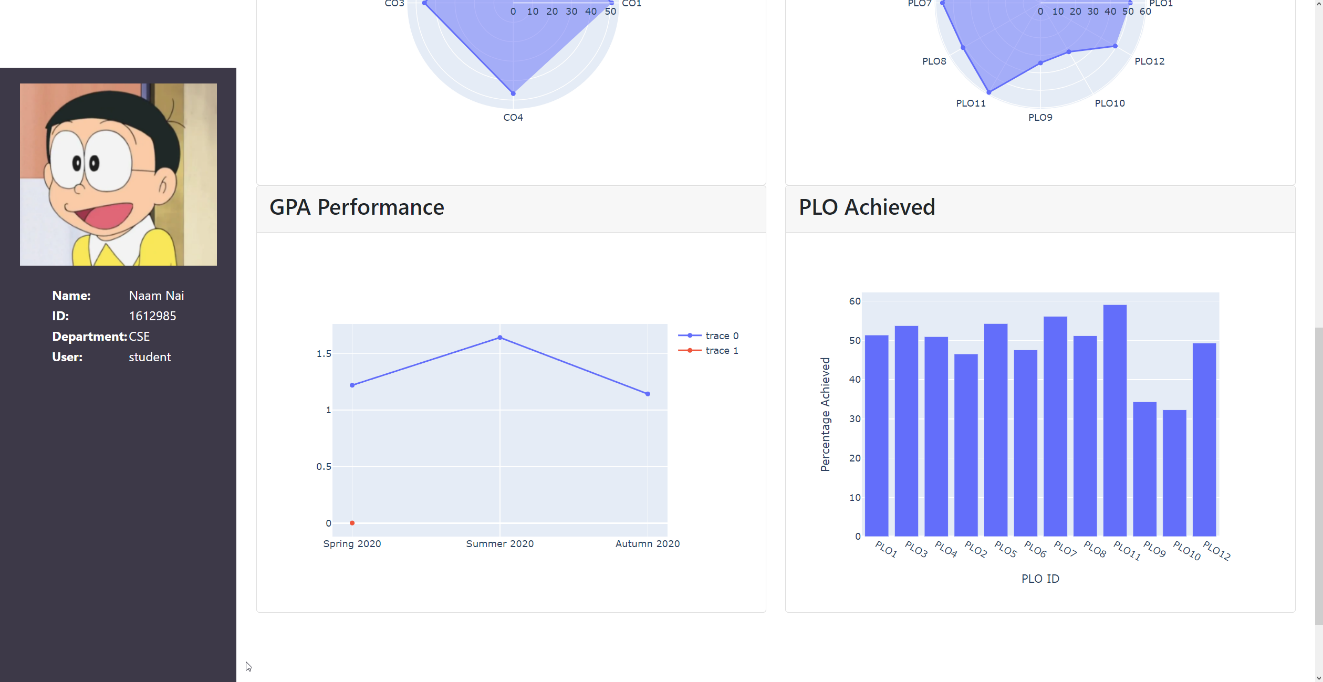 CO3
0 10 20 30 40 50
CO1
CO4
PLO7
0 10 20 30 40 50 60
PLO1
PLO8
PLO12
PLO11
PLO10
PLO9
Name: Naam Nai
ID: 1612985
Department: CSE
User: student
GPA Performance
trace 0
trace 1
1.5
1
0.5
0
Spring 2020 Summer 2020 Autumn 2020
PLO Achieved
Percentage Achieved
60
50
40
30
20
10
0
PLO1 PLO3 PLO4 PLO2 PLO5 PLO6 PLO7 PLO8 PLO11 PLO9 PLO10 PLO12
PLO ID